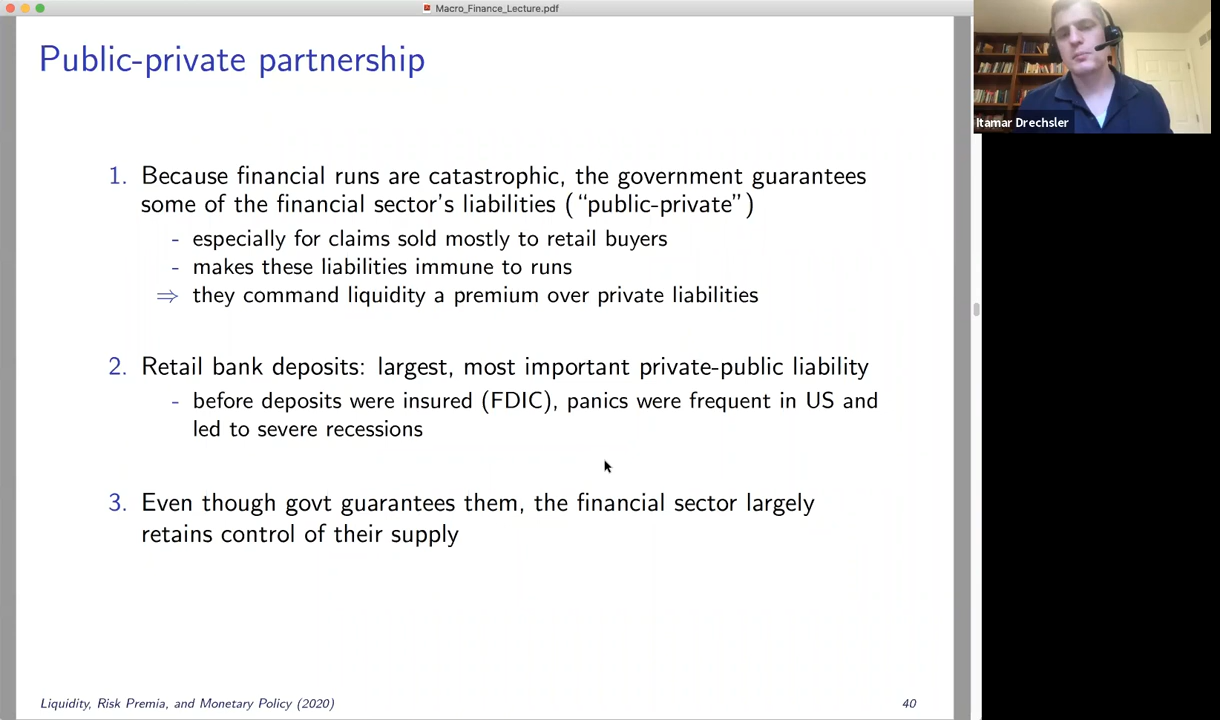 Macro_Finance_Lecture.pdf
Public-private partnership
Itamar Drechsler
1. Because financial runs are catastrophic, the government guarantees
some of the financial sector's liabilities (“public-private”)
- especially for claims sold mostly to retail buyers
- makes these liabilities immune to runs
⇒ they command liquidity a premium over private liabilities
2. Retail bank deposits: largest, most important private-public liability
- before deposits were insured (FDIC), panics were frequent in US and
led to severe recessions
3. Even though govt guarantees them, the financial sector largely
retains control of their supply
Liquidity, Risk Premia, and Monetary Policy (2020)
40